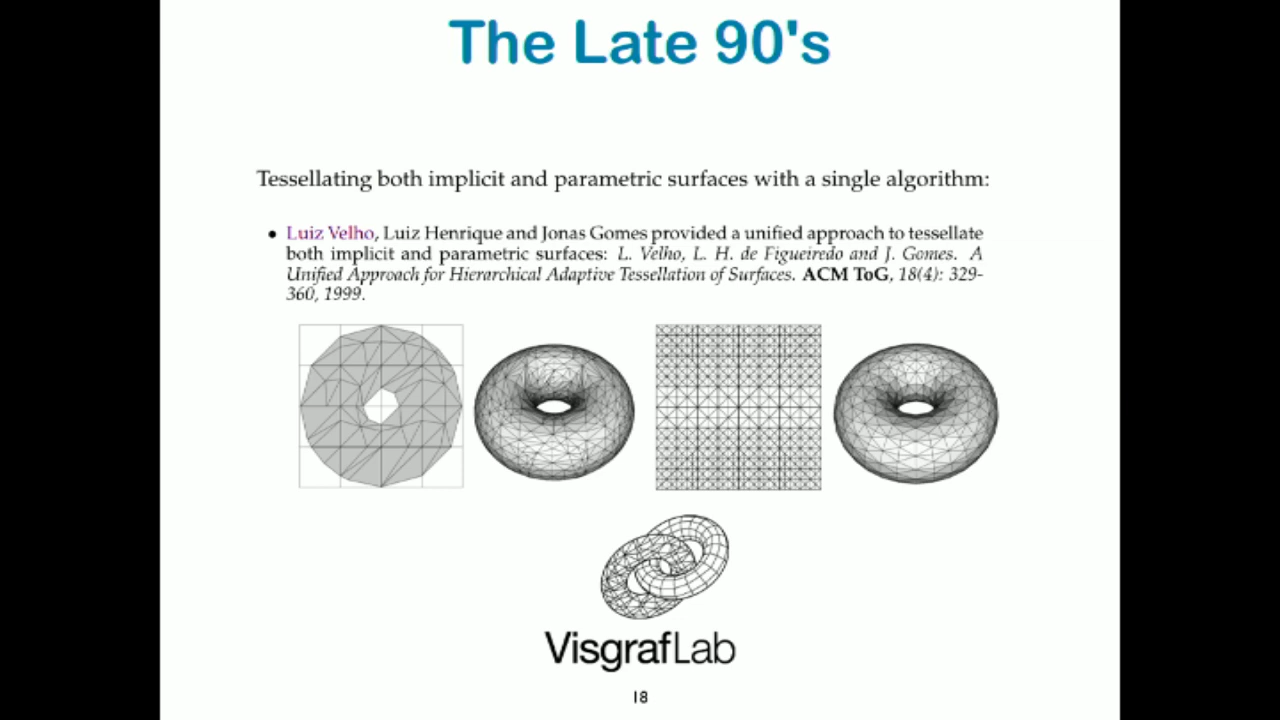 The Late 90's
Tessellating both implicit and parametric surfaces with a single algorithm:
• Luiz Velho, Luiz Henrique and Jonas Gomes provided a unified approach to tessellate
both implicit and parametric surfaces: L. Velho, L. H. de Figueiredo and J. Gomes. A
Unified Approach for Hierarchical Adaptive Tessellation of Surfaces. ACM ToG, 18(4): 329-
360, 1999.
VisgrafLab
18